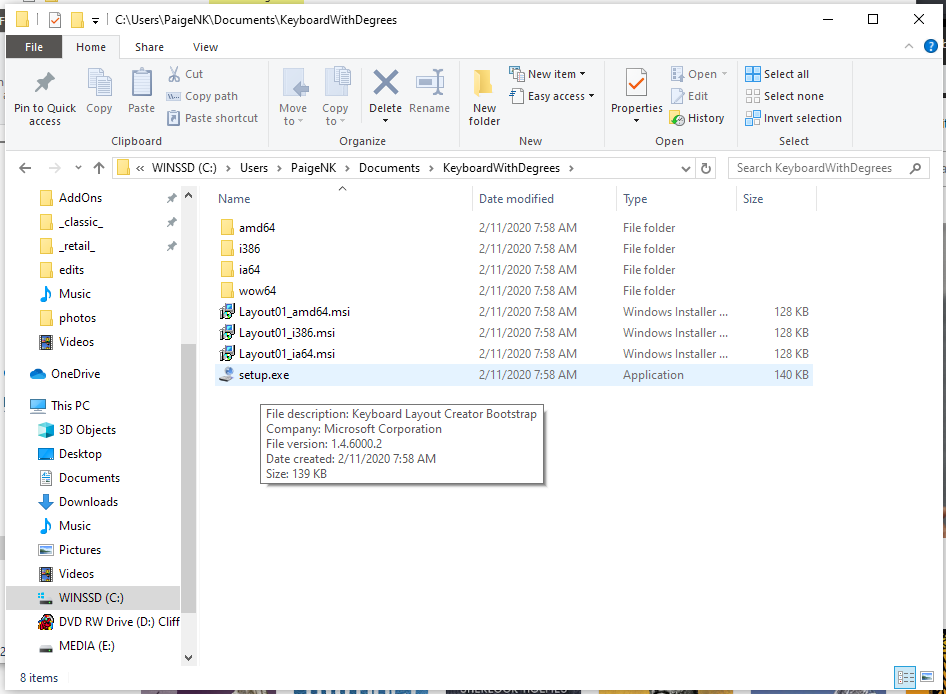 C:\Users\PaigeNK\Documents\KeyboardWithDegrees
File Home Share View
Pin to Quick access
Copy
Paste
Cut
Copy path
Paste shortcut
Clipboard
Move to
Copy to
Delete
Rename
Organize
New folder
New item
Easy access
New
Properties
Open
Edit
History
Open
Select all
Select none
Invert selection
Select
« WINSSD (C:) > Users > PaigeNK > Documents > KeyboardWithDegrees >
Search KeyboardWithDegrees
AddOns
_classic_
_retail_
edits
Music
photos
Videos
OneDrive
This PC
3D Objects
Desktop
Documents
Downloads
Music
Pictures
Videos
WINSSD (C:)
DVD RW Drive (D:) Cliff
MEDIA (E:)
Name Date modified Type Size
amd64 2/11/2020 7:58 AM File folder
i386 2/11/2020 7:58 AM File folder
ia64 2/11/2020 7:58 AM File folder
wow64 2/11/2020 7:58 AM File folder
Layout01_amd64.msi 2/11/2020 7:58 AM Windows Installer ... 128 KB
Layout01_i386.msi 2/11/2020 7:58 AM Windows Installer ... 128 KB
Layout01_ia64.msi 2/11/2020 7:58 AM Windows Installer ... 128 KB
setup.exe 2/11/2020 7:58 AM Application 140 KB
File description: Keyboard Layout Creator Bootstrap
Company: Microsoft Corporation
File version: 1.4.6000.2
Date created: 2/11/2020 7:58 AM
Size: 139 KB
8 items